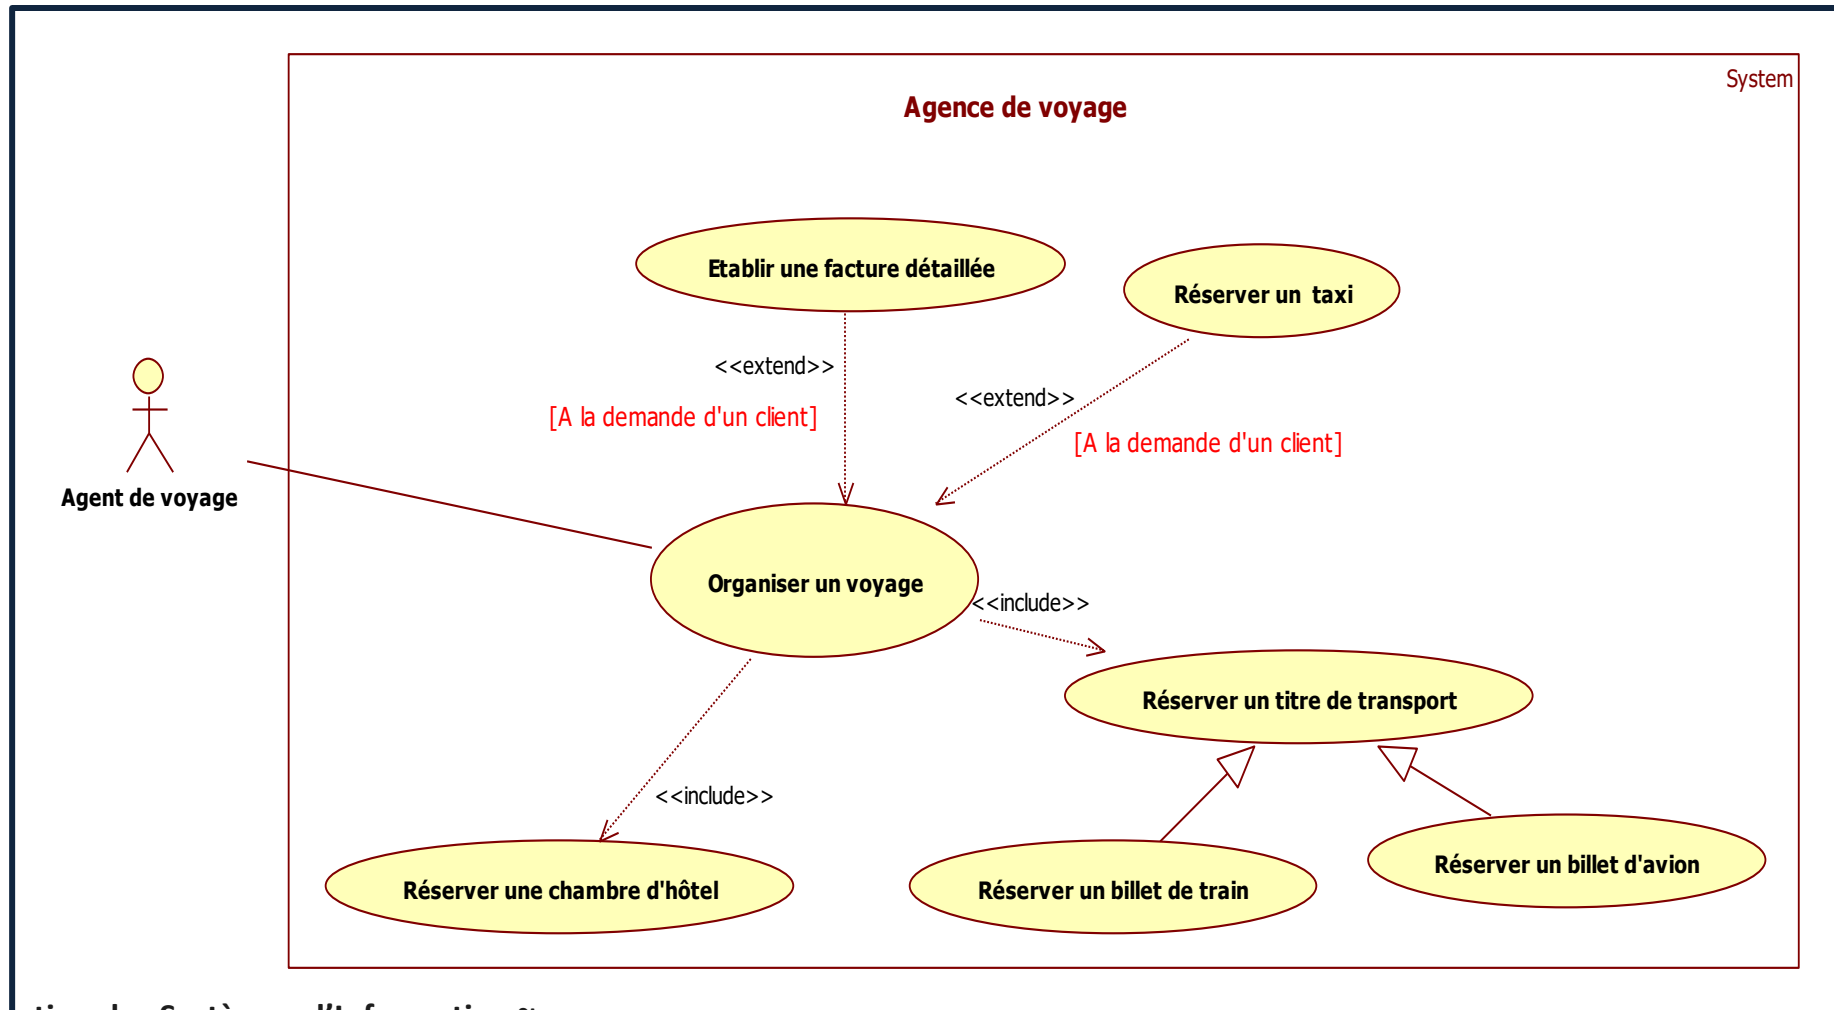 System
Agence de voyage
Etablir une facture détaillée
Réserver un taxi
<<extend>>
<<extend>>
[A la demande d'un client]
[A la demande d'un client]
Agent de voyage
Organiser un voyage
<<include>>
Réserver un titre de transport
<<include>>
Réserver une chambre d'hôtel
Réserver un billet de train
Réserver un billet d'avion